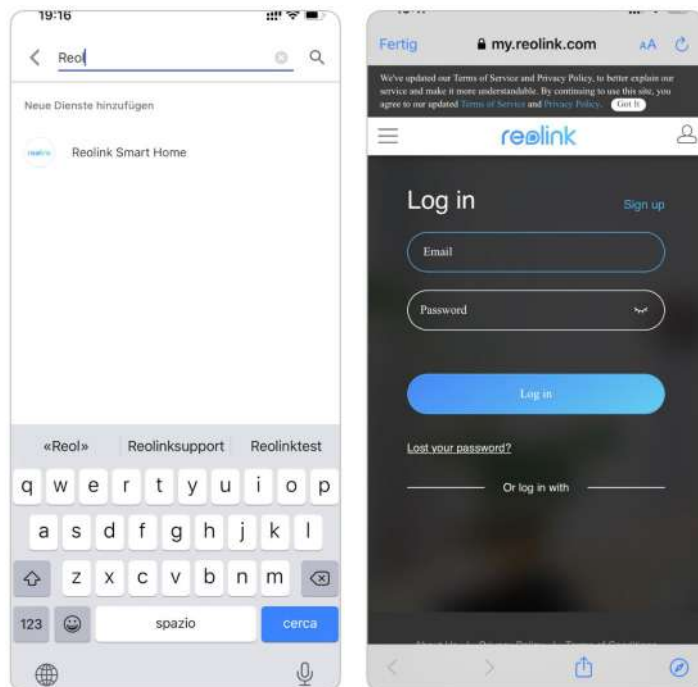 19:16
Reol
Neue Dienste hinzufügen
reolink
Reolink Smart Home
«Reol»
Reolinksupport
Reolinktest
q w e r t y u i o p
a s d f g h j k l
z x c v b n m
123
spazio
cerca
Fertig
my.reolink.com
AA
We've updated our Terms of Service and Privacy Policy, to better explain our
service and make it more understandable. By continuing to use this site, you
agree to our updated Terms of Service and Privacy Policy. Got It
reolink
Log in
Sign up
Email
Password
Log in
Lost your password?
Or log in with